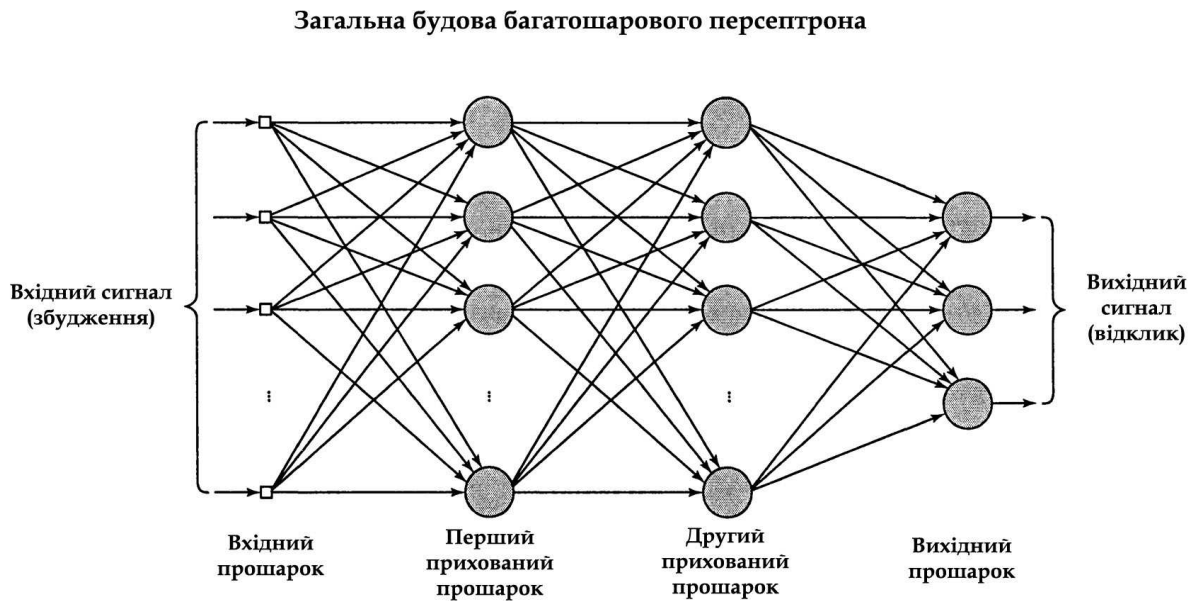 Загальна будова багатошарового персептрона
Вхідний сигнал
(збудження)
Вихідний
сигнал
(відклик)
...
...
...
Вхідний
прошарок
Перший
прихований
прошарок
Другий
прихований
прошарок
Вихідний
прошарок